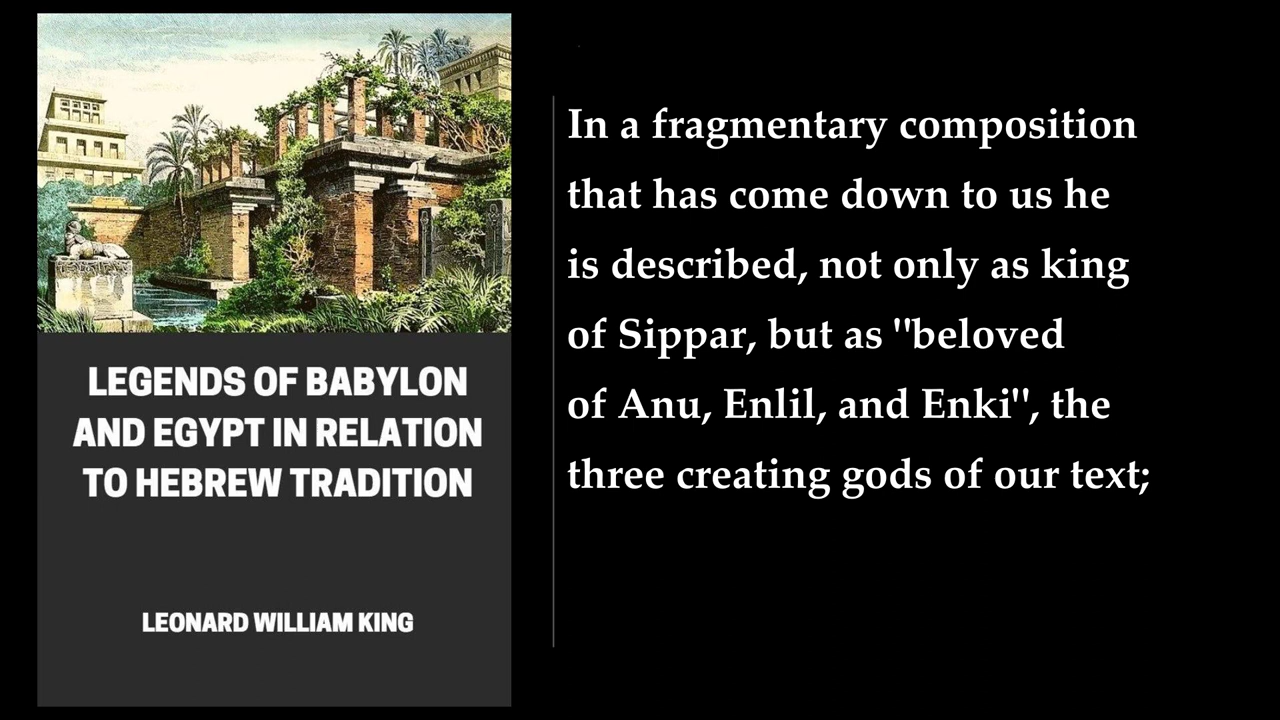 LEGENDS OF BABYLON
AND EGYPT IN RELATION
TO HEBREW TRADITION
LEONARD WILLIAM KING
In a fragmentary composition
that has come down to us he
is described, not only as king
of Sippar, but as "beloved
of Anu, Enlil, and Enki", the
three creating gods of our text;